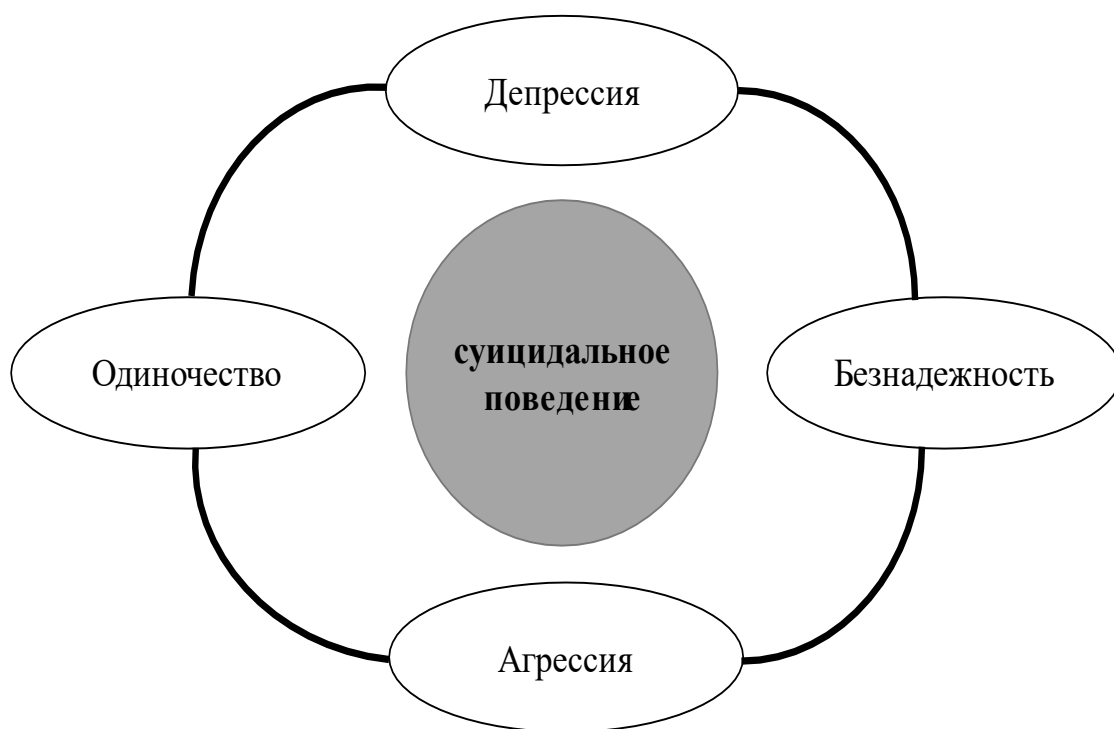 Депрессия
Одиночество
суицидальное
поведение
Безнадежность
Агрессия